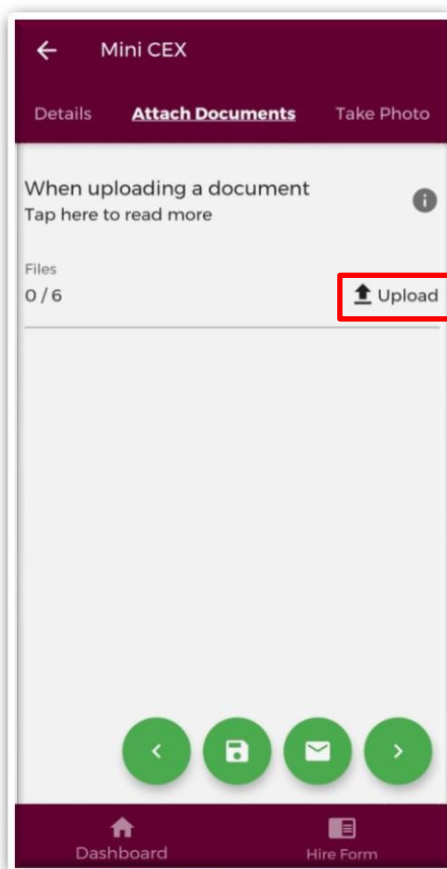 Mini CEX
Details Attach Documents Take Photo
When uploading a document
Tap here to read more
Files
0 / 6 Upload
Dashboard Hire Form